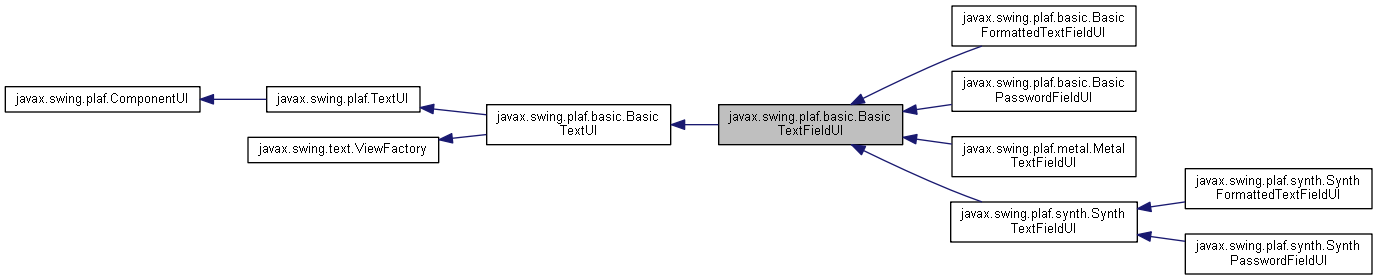 javax.swing.plaf.basic.Basic
FormattedTextFieldUI
javax.swing.plaf.ComponentUI
javax.swing.plaf.TextUI
javax.swing.plaf.basic.Basic
PasswordFieldUI
javax.swing.plaf.basic.Basic
TextUI
javax.swing.plaf.basic.Basic
TextFieldUI
javax.swing.text.ViewFactory
javax.swing.plaf.metal.Metal
TextFieldUI
javax.swing.plaf.synth.Synth
FormattedTextFieldUI
javax.swing.plaf.synth.Synth
TextFieldUI
javax.swing.plaf.synth.Synth
PasswordFieldUI